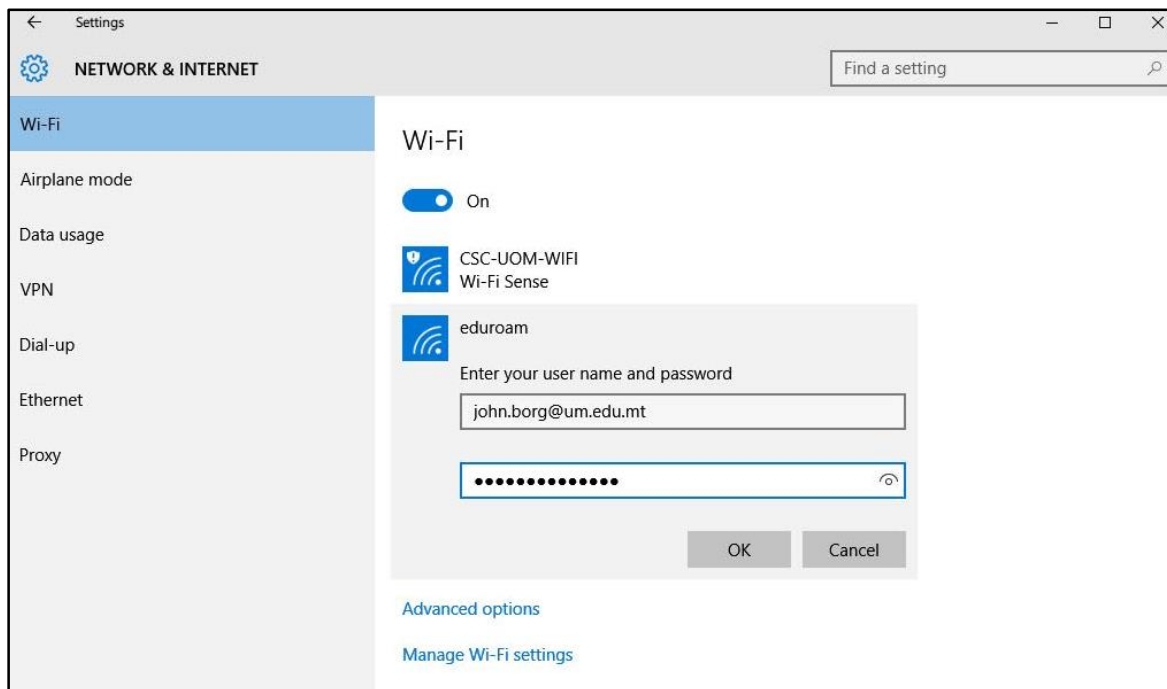 Settings
NETWORK & INTERNET
Find a setting
Wi-Fi
Airplane mode
Data usage
VPN
Dial-up
Ethernet
Proxy
Wi-Fi
On
CSC-UOM-WIFI
Wi-Fi Sense
eduroam
Enter your user name and password
john.borg@um.edu.mt
••••••••••••••
OK
Cancel
Advanced options
Manage Wi-Fi settings